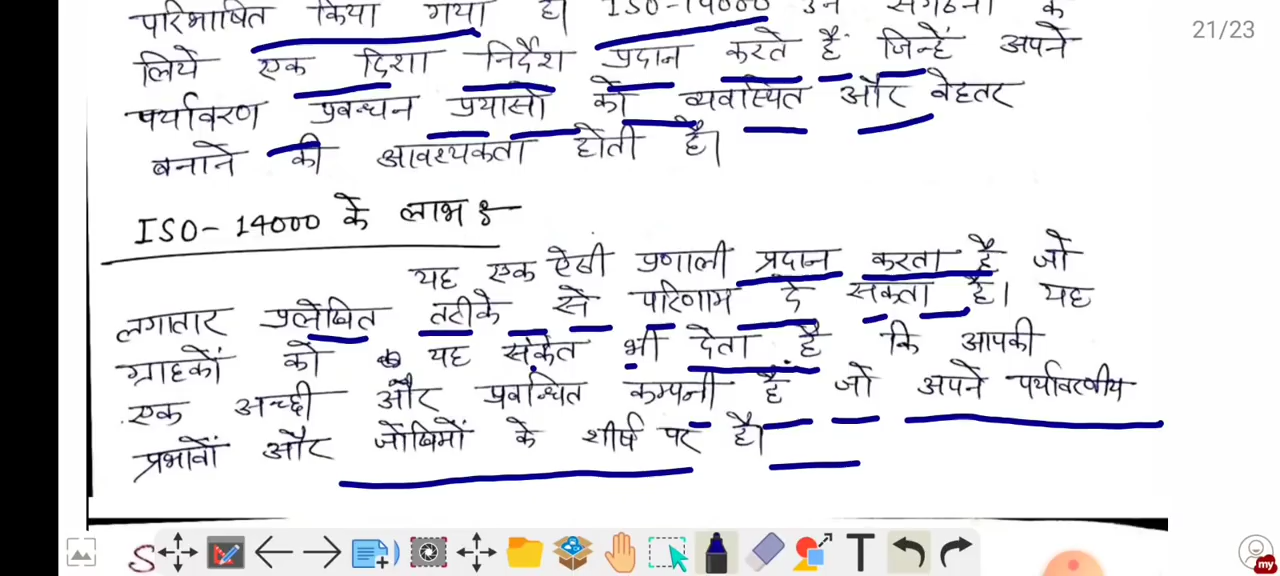 परिभाषित किया गया है। ISO-14000 उन संगठनों के
21/23
लिये एक दिशा निर्देश प्रदान करते हैं जिन्हें अपने
पर्यावरण प्रबन्धन प्रयासों को व्यवस्थित और बेहतर
बनाने की आवश्यकता होती है।
ISO-14000 के लाभ :-
यह एक ऐसी प्रणाली प्रदान करता है जो
लगातार प्रलेखित तरीके से परिणाम दे सकता है। यह
ग्राहकों को यह संकेत भी देता है कि आपकी
एक अच्छी और प्रबन्धित कम्पनी है जो अपने पर्यावरणीय
प्रभावों और जोखिमों के शीर्ष पर है।
S
T
my